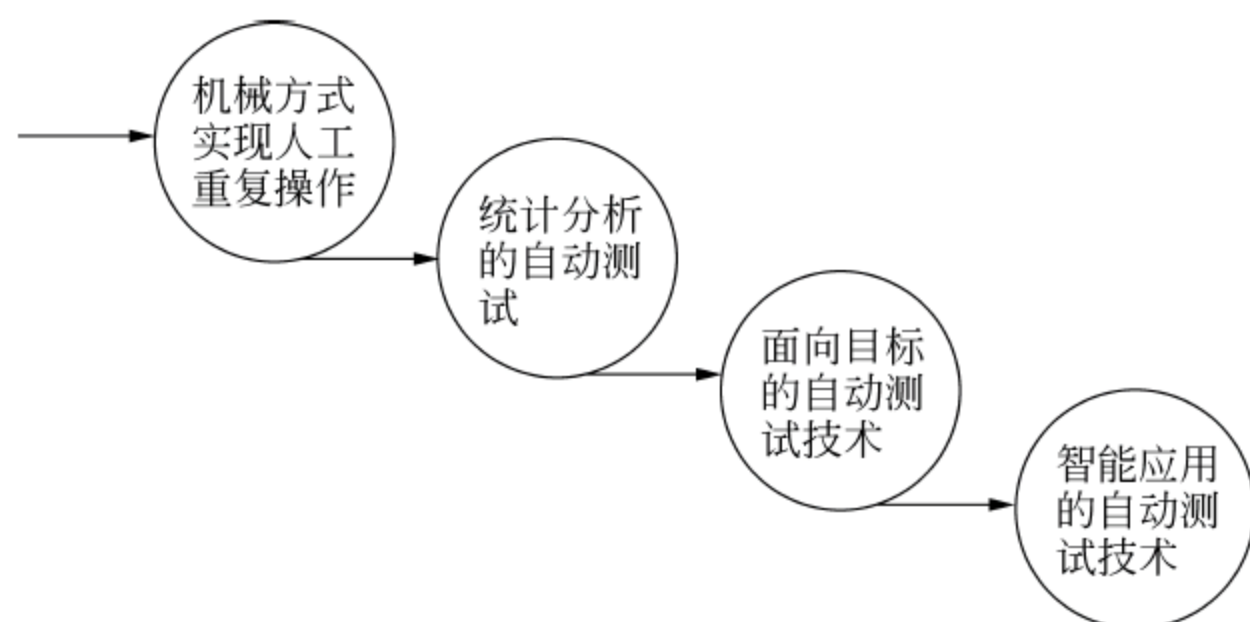 机械方式
实现人工
重复操作
统计分析
的自动测
试
面向目标
的自动测
试技术
智能应用
的自动测
试技术